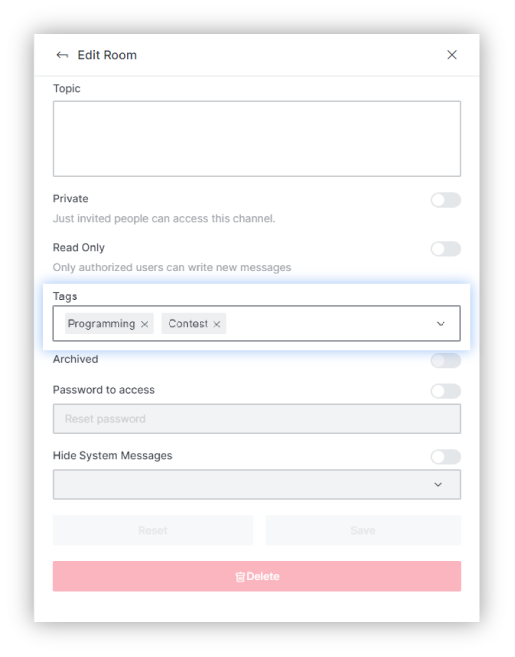 Edit Room
Topic
Private
Just invited people can access this channel.
Read Only
Only authorized users can write new messages
Tags
Programming
Contest
Archived
Password to access
Reset password
Hide System Messages
Reset
Save
Delete